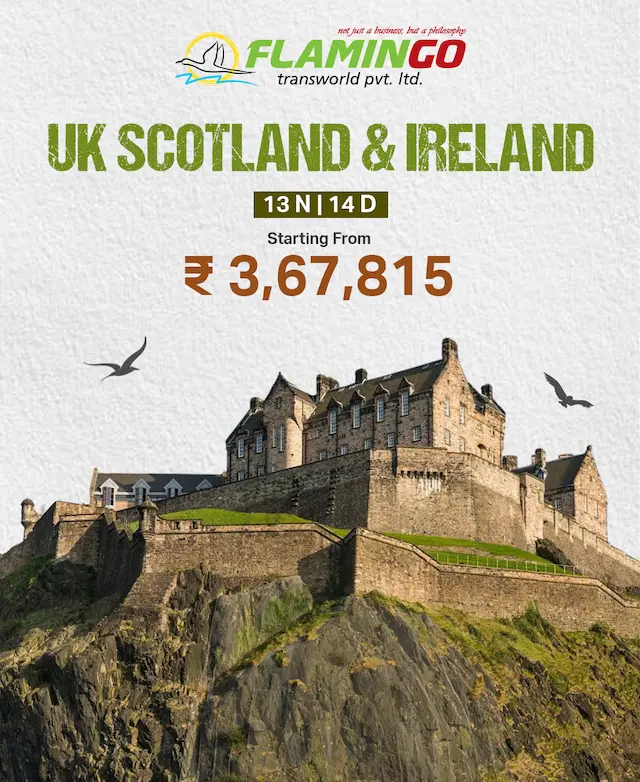 not just a business, but a philosophy
FLAMINGO
transworld pvt. ltd.
UK SCOTLAND & IRELAND
13 N | 14 D
Starting From
₹ 3,67,815